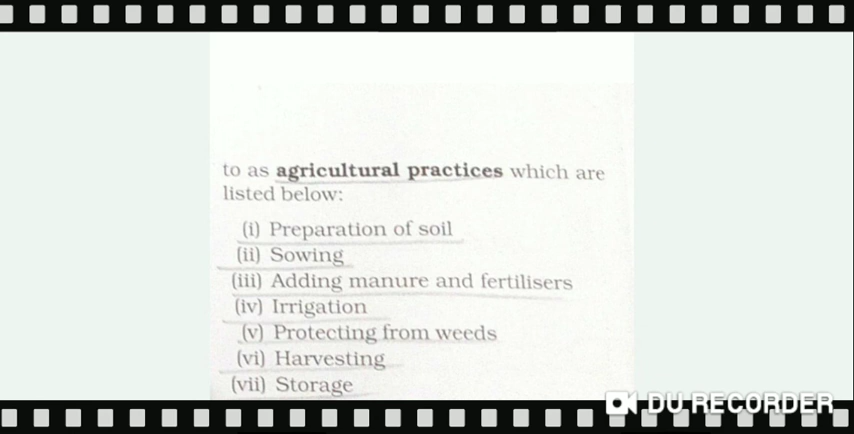 to as agricultural practices which are
listed below:
(i) Preparation of soil
(ii) Sowing
(iii) Adding manure and fertilisers
(iv) Irrigation
(v) Protecting from weeds
(vi) Harvesting
(vii) Storage
DU RECORDER